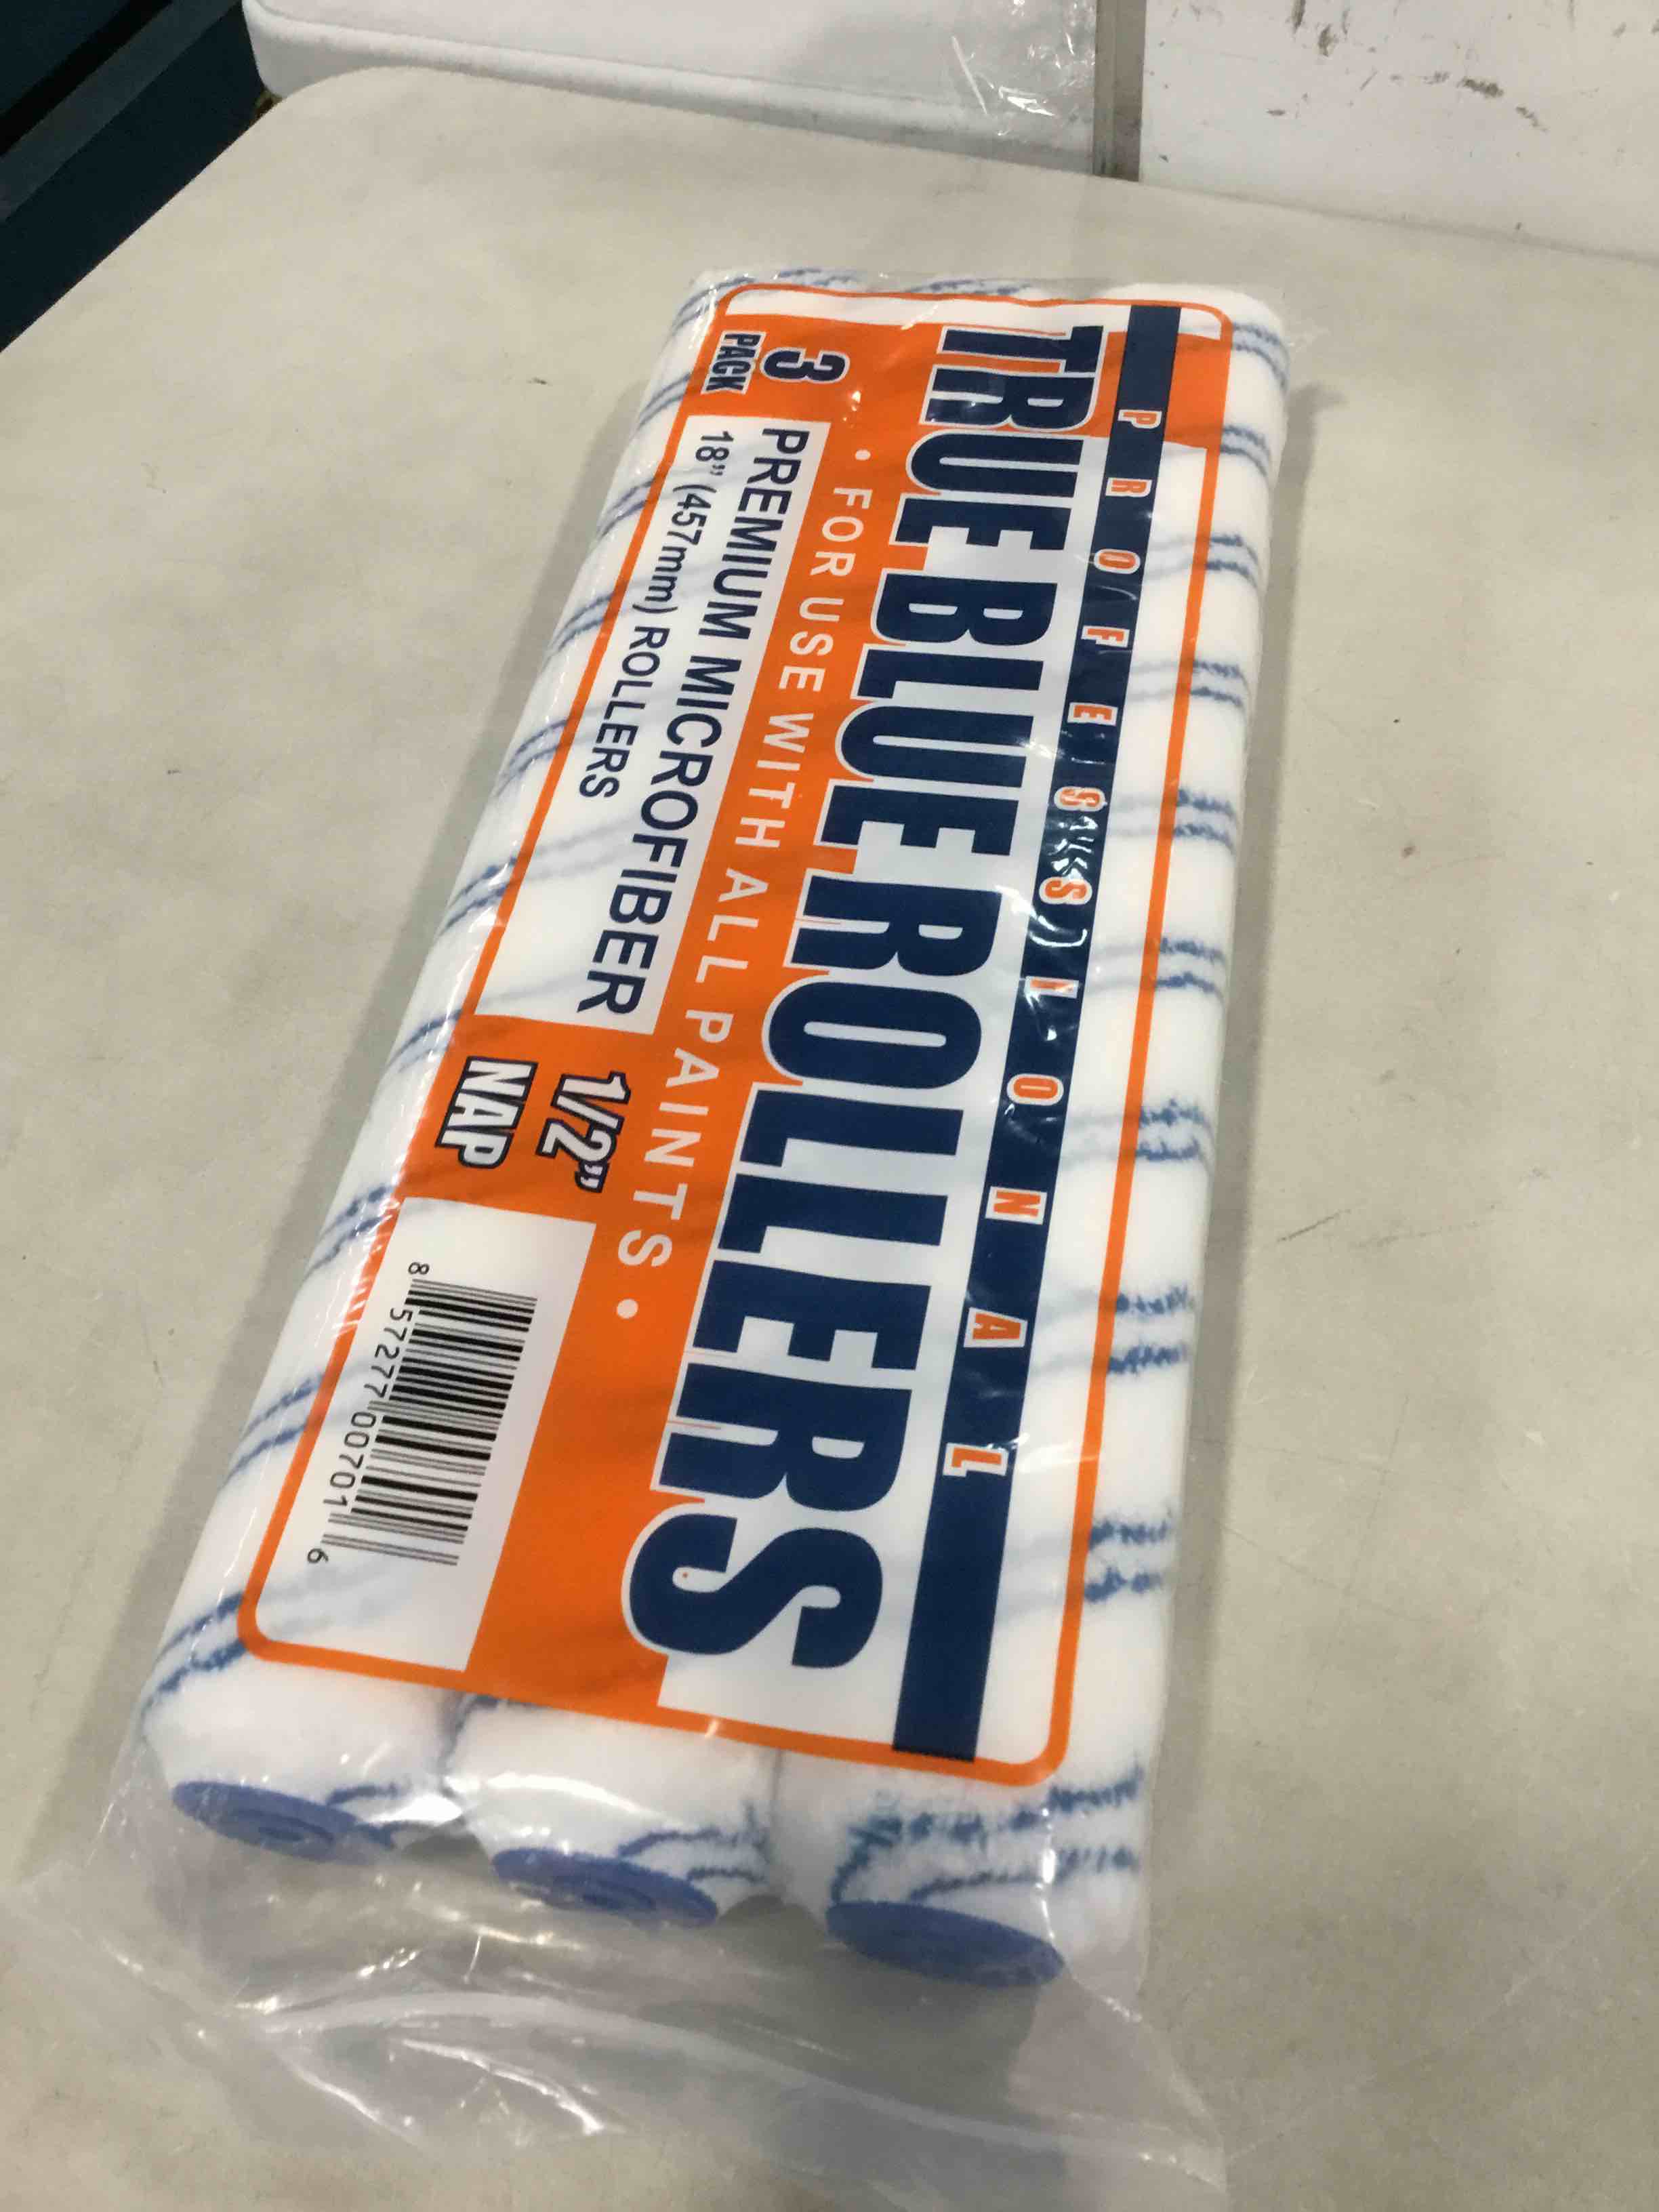 PROFESSIONAL
TRUE BLUE ROLLERS
• FOR USE WITH ALL PAINTS •
3
PACK
PREMIUM MICROFIBER
18" (457mm) ROLLERS
1/2"
NAP
8 57277 00701 6